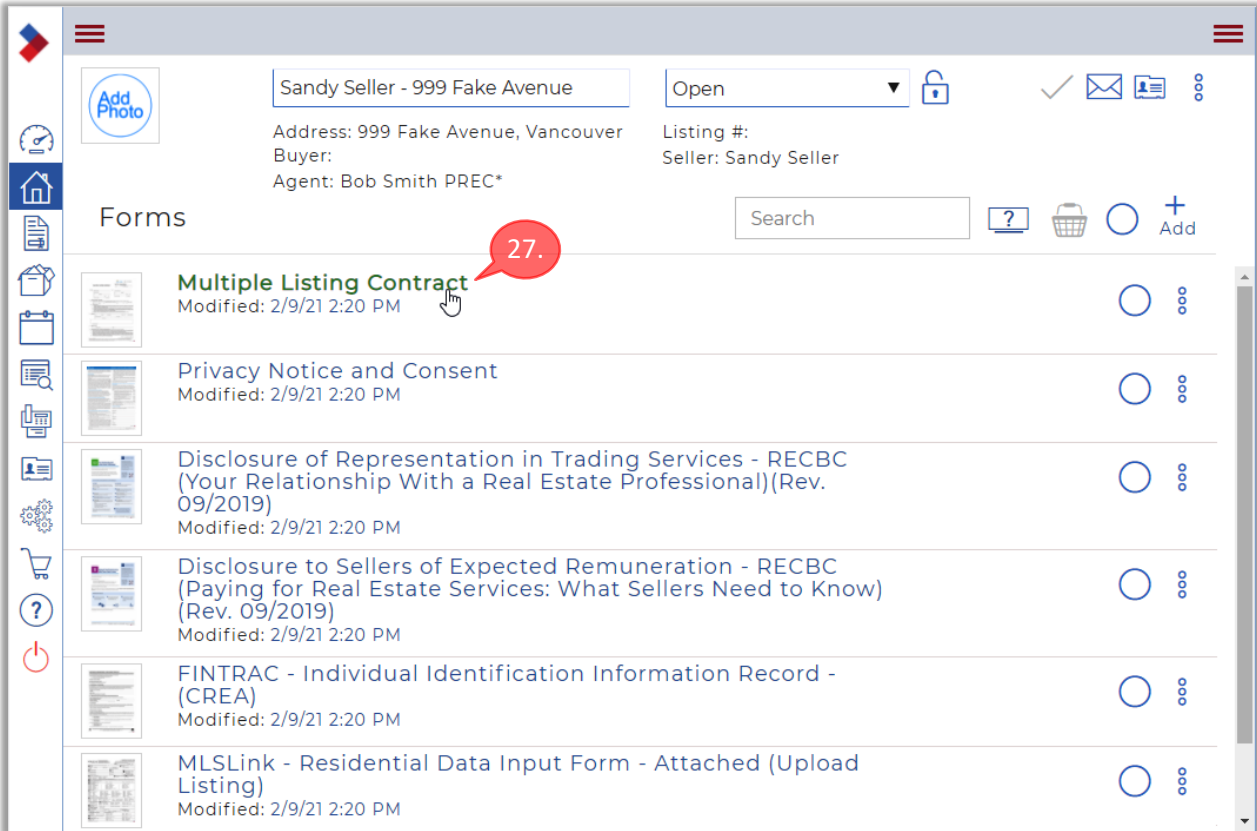 Add
Photo
Sandy Seller - 999 Fake Avenue
Open
Address: 999 Fake Avenue, Vancouver
Listing #:
Buyer:
Seller: Sandy Seller
Agent: Bob Smith PREC*
Forms
Search
?
Add
27.
Multiple Listing Contract
Modified: 2/9/21 2:20 PM
Privacy Notice and Consent
Modified: 2/9/21 2:20 PM
Disclosure of Representation in Trading Services - RECBC
(Your Relationship With a Real Estate Professional)(Rev.
09/2019)
Modified: 2/9/21 2:20 PM
Disclosure to Sellers of Expected Remuneration - RECBC
(Paying for Real Estate Services: What Sellers Need to Know)
(Rev. 09/2019)
Modified: 2/9/21 2:20 PM
?
FINTRAC - Individual Identification Information Record -
(CREA)
Modified: 2/9/21 2:20 PM
MLSLink - Residential Data Input Form - Attached (Upload
Listing)
Modified: 2/9/21 2:20 PM